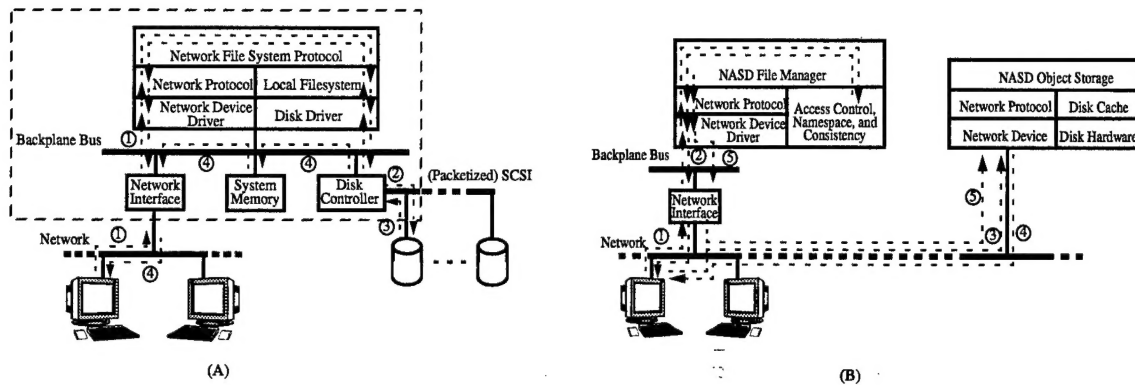 Network File System Protocol
Network Protocol
Local Filesystem
Network Device
Driver
Disk Driver
Backplane Bus
①
④
④
②
(Packetized) SCSI
Network
Interface
System
Memory
Disk
Controller
③
Network
①
④
(A)
NASD File Manager
Network Protocol
Network Device
Driver
Access Control,
Namespace, and
Consistency
Backplane Bus
②
⑤
Network
Interface
Network
①
NASD Object Storage
Network Protocol
Disk Cache
Network Device
Disk Hardware
⑤
③
④
(B)